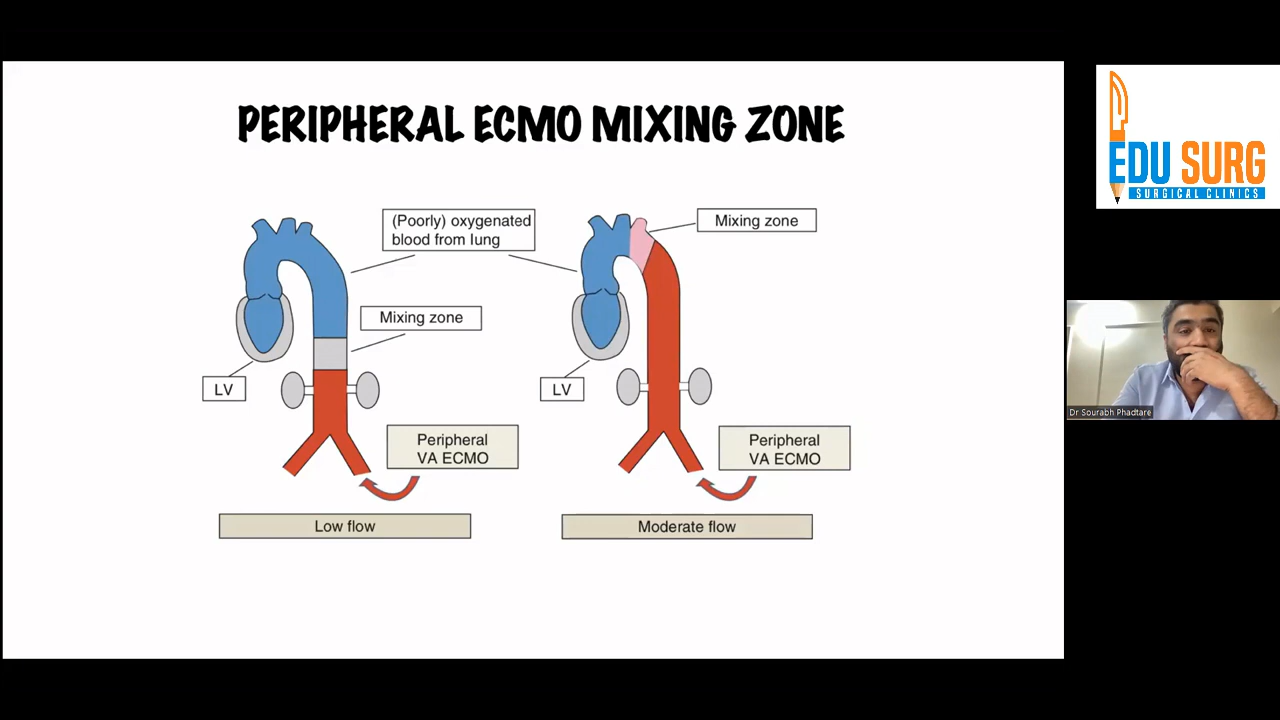 PERIPHERAL ECMO MIXING ZONE
(Poorly) oxygenated
blood from lung
Mixing zone
Mixing zone
LV
LV
Peripheral
VA ECMO
Peripheral
VA ECMO
Low flow
Moderate flow
EDU SURG
SURGICAL CLINICS
Dr Sourabh Phadtare